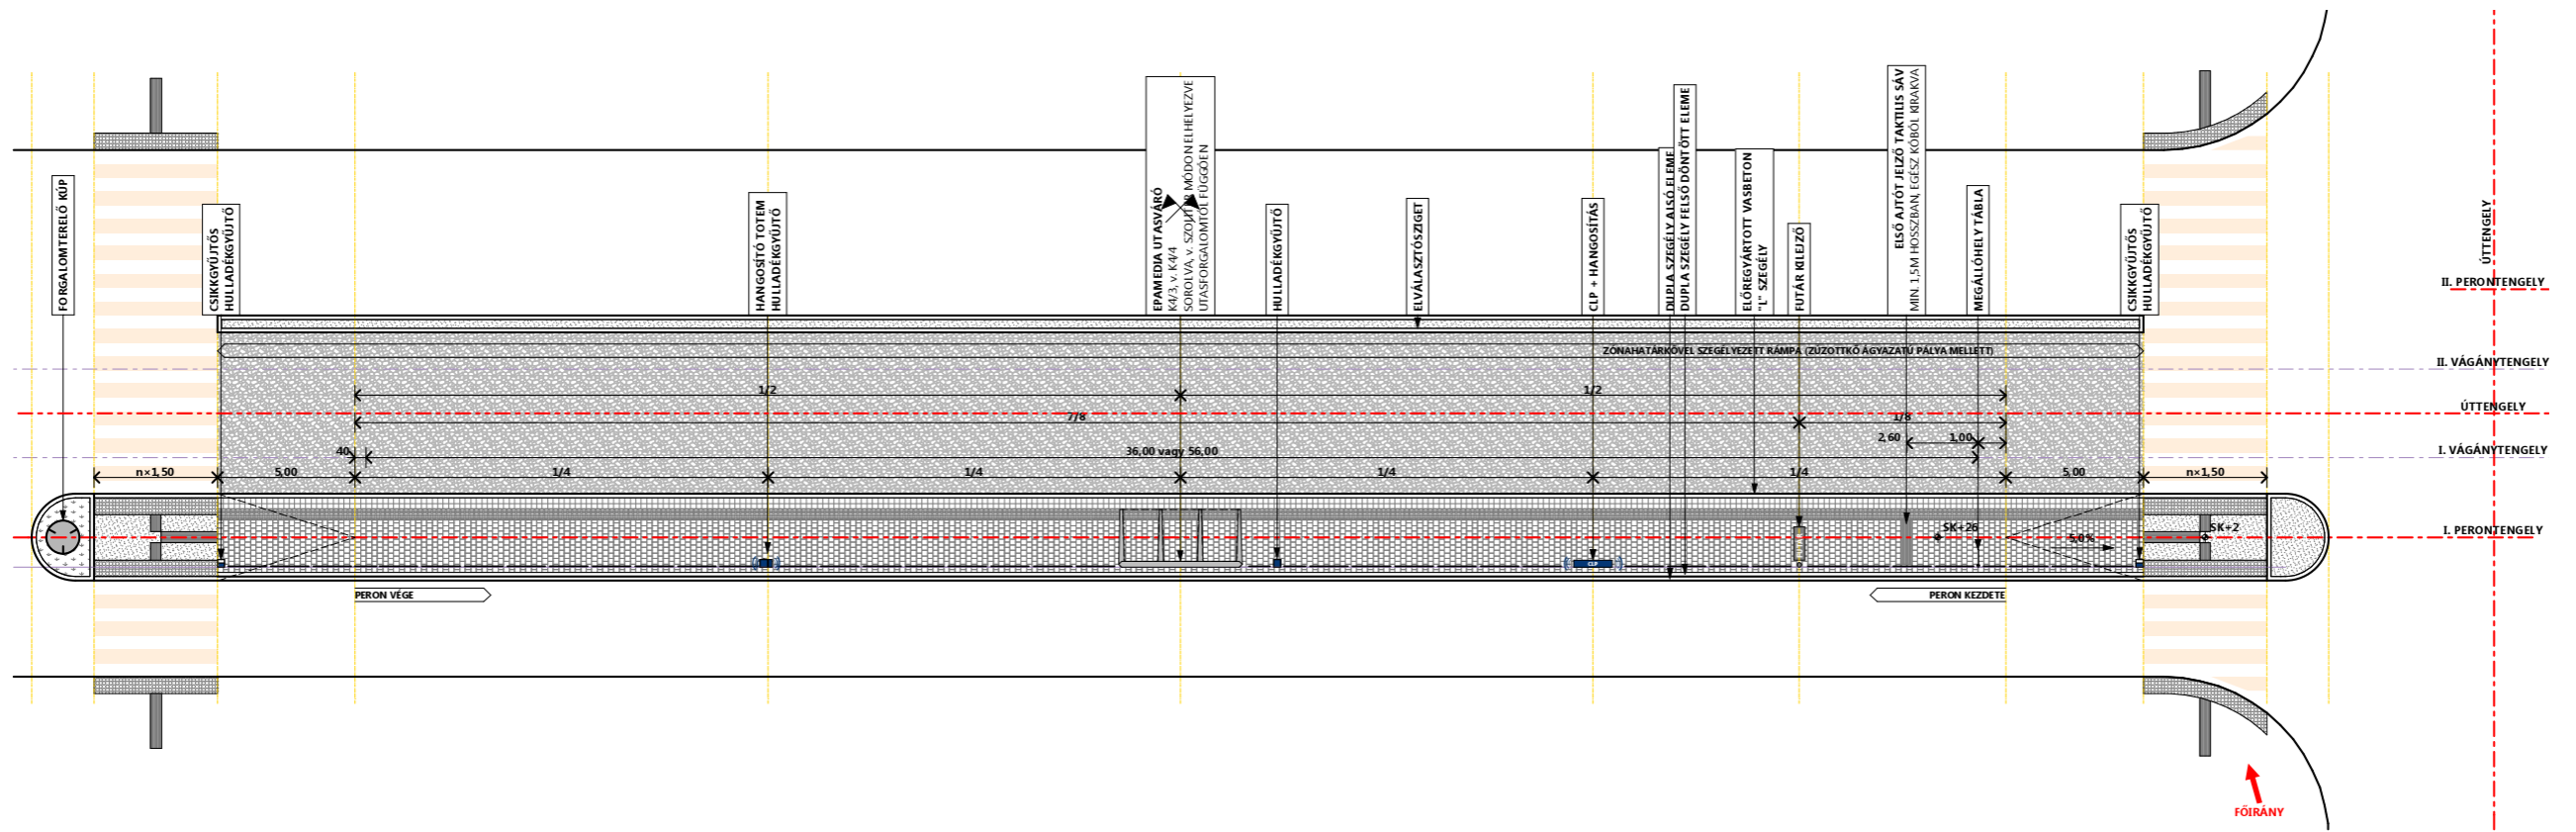 FORGALOMTERELŐ KÚP
CSIKKGYŰJTŐS
HULLADÉKGYŰJTŐ
HANGOSÍTÓ TOTEM
HULLADÉKGYŰJTŐ
EPAMEDIA UTASVÁRÓ
K4/3, v. K4/4
SOROLVA, v. SZOLITER MÓDON ELHELYEZVE
UTASFORGALOMTÓL FÜGGŐEN
HULLADÉKGYŰJTŐ
ELVÁLASZTÓSZIGET
CLP + HANGOSÍTÁS
DUPLA SZEGÉLY ALSÓ ELEME
DUPLA SZEGÉLY FELSŐ DÖNTÖTT ELEME
ELŐREGYÁRTOTT VASBETON
"L" SZEGÉLY
FUTÁR KIJELZŐ
ELSŐ AJTÓT JELZŐ TAKTILIS SÁV
MIN. 1,5M HOSSZBAN, EGÉSZ KŐBŐL KIRAKVA
MEGÁLLÓHELY TÁBLA
CSIKKGYŰJTŐS
HULLADÉKGYŰJTŐ
ÚTTENGELY
II. PERONTENGELY
ZÓNAHATÁRKŐVEL SZEGÉLYEZETT RÁMPA (ZÚZOTTKŐ ÁGYAZATÚ PÁLYA MELLETT)
II. VÁGÁNYTENGELY
1/2
1/2
ÚTTENGELY
7/8
1/8
2,60
1,00
40
36,00 vagy 56,00
I. VÁGÁNYTENGELY
n×1,50
5,00
1/4
1/4
1/4
1/4
5,00
n×1,50
SK+26
SK+2
5,0%
I. PERONTENGELY
CLP
PERON VÉGE
PERON KEZDETE
FŐIRÁNY